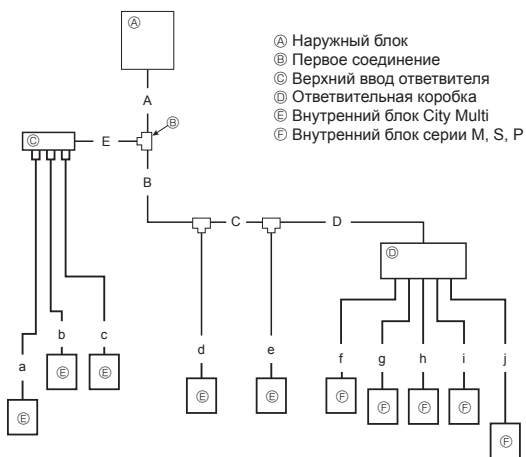 Ⓐ
Ⓐ Наружный блок
Ⓑ Первое соединение
Ⓒ Верхний ввод ответвителя
Ⓓ Ответвительная коробка
Ⓔ Внутренний блок City Multi
Ⓕ Внутренний блок серии M, S, P
A
Ⓑ
Ⓒ E
B
C D
Ⓓ
a b c d e f g h i j
Ⓔ Ⓔ Ⓔ Ⓔ Ⓔ Ⓕ Ⓕ Ⓕ Ⓕ Ⓕ